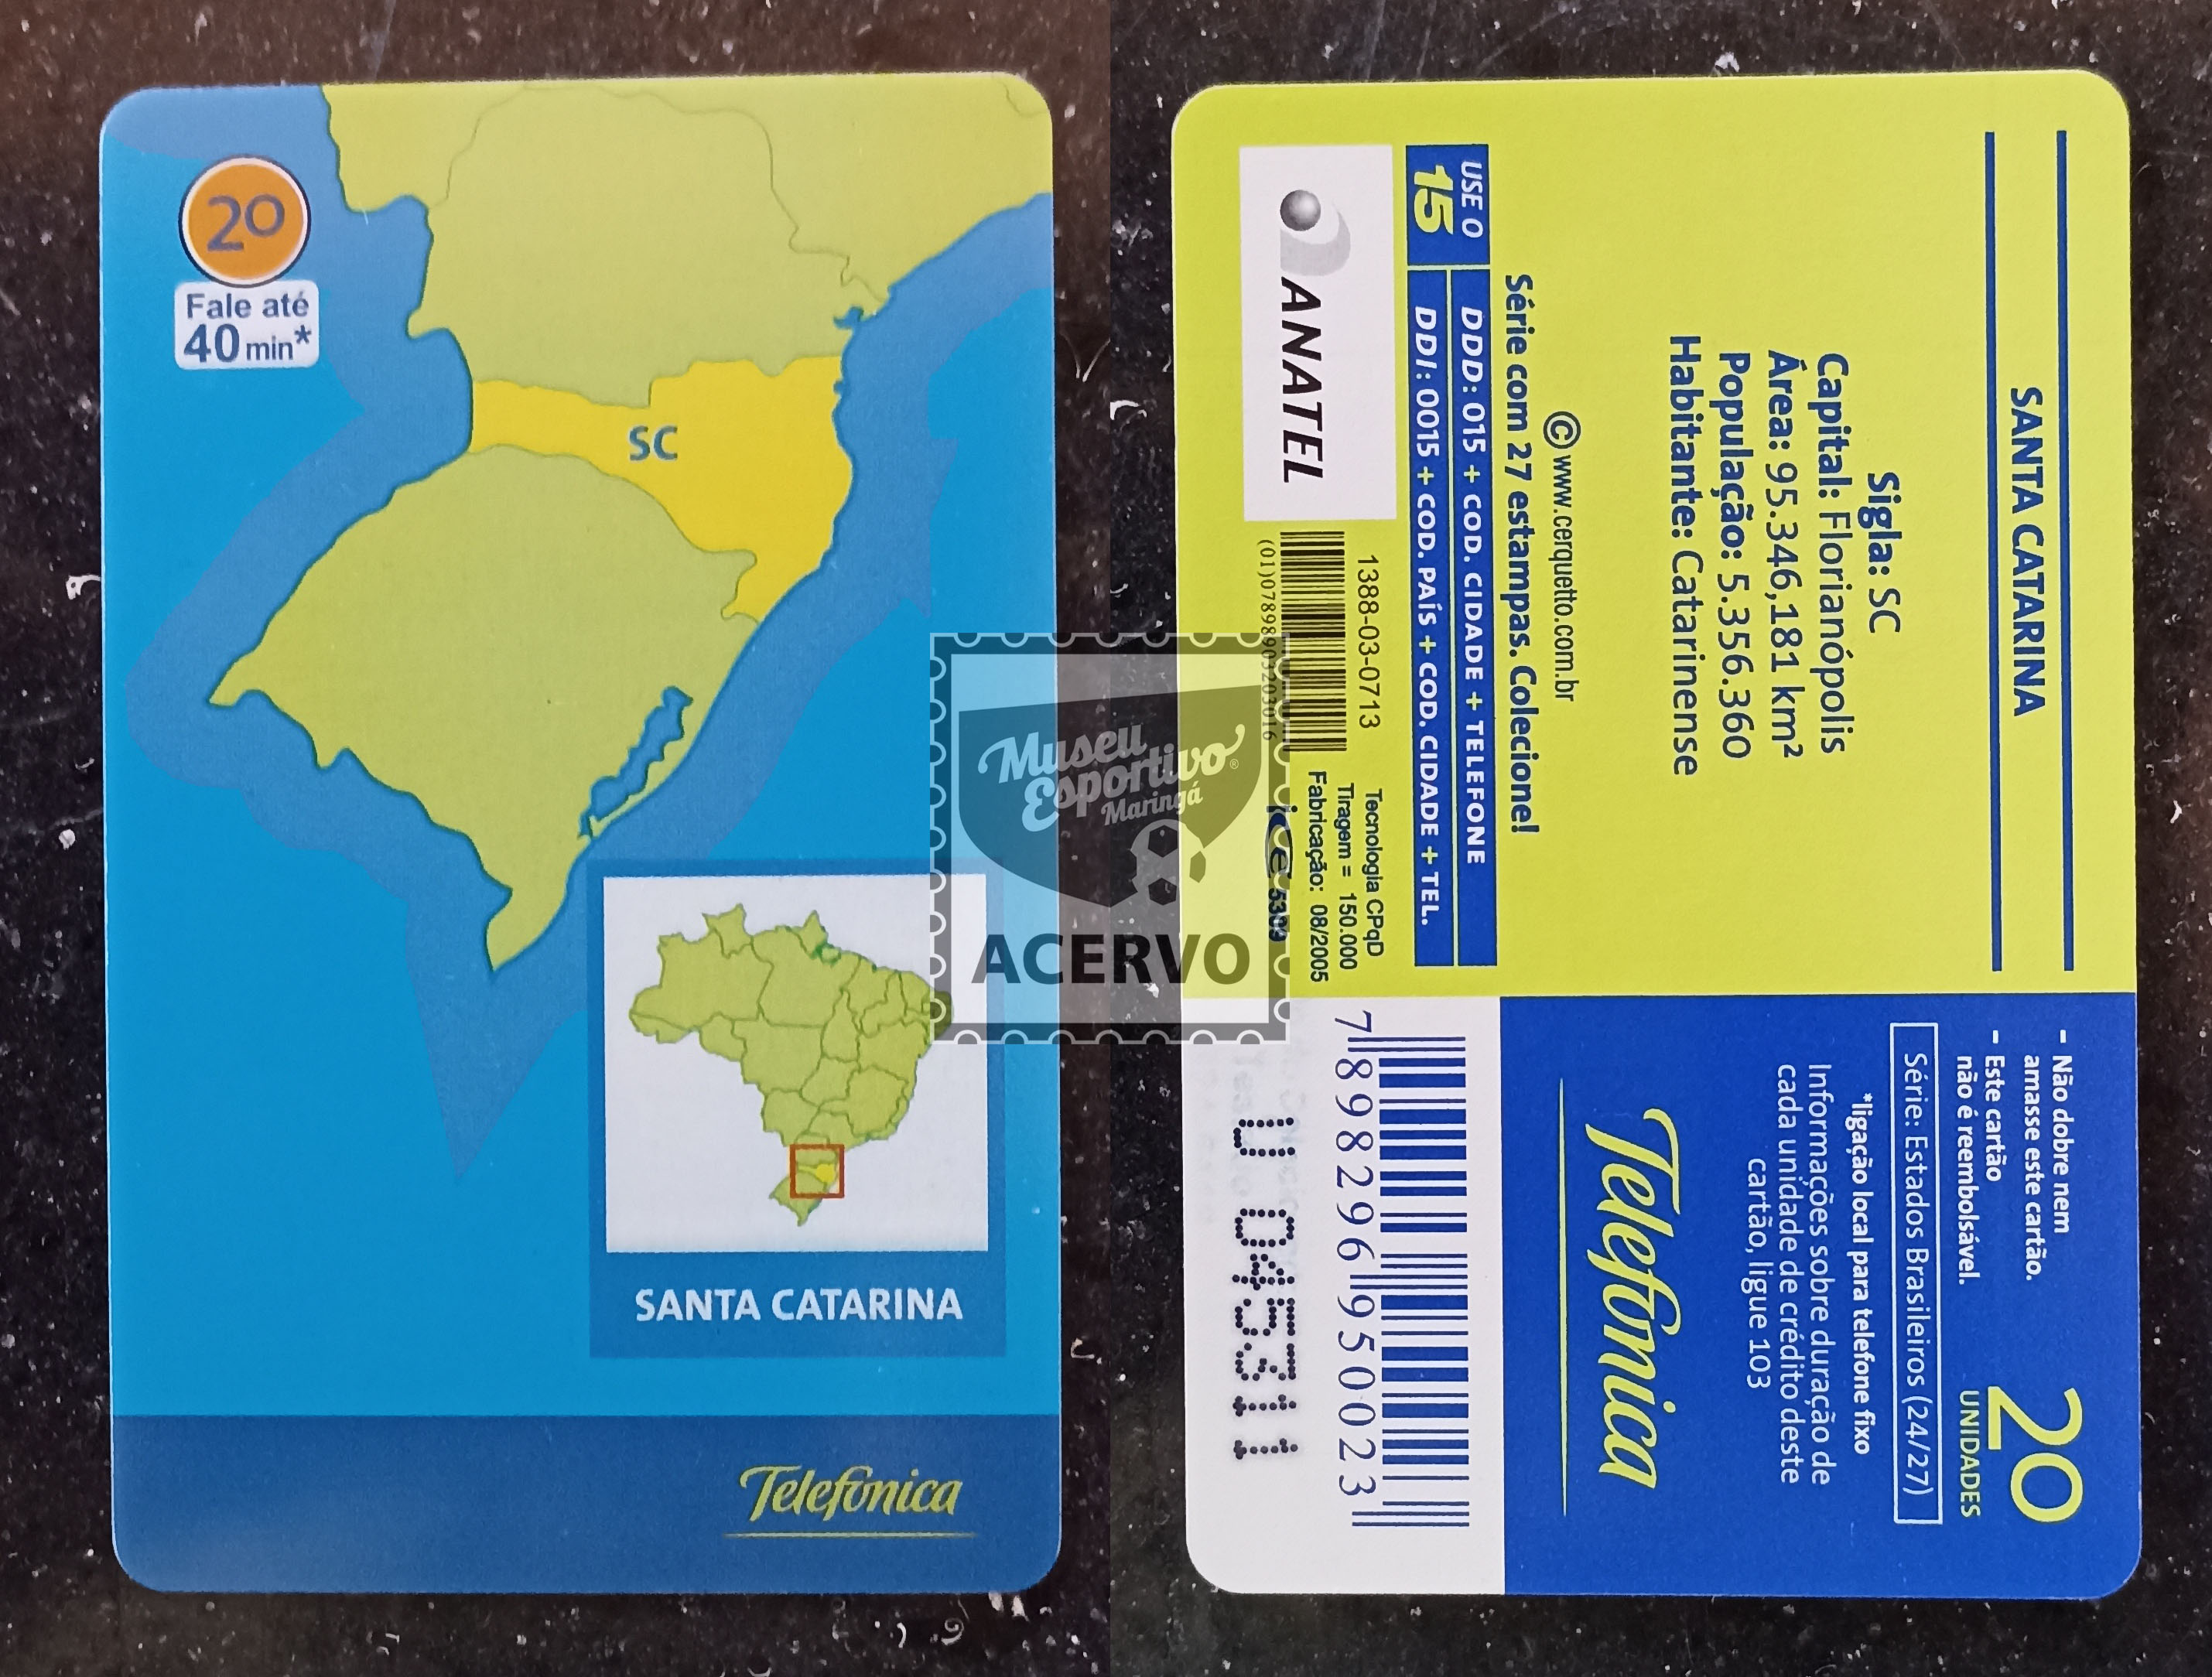 20
Fale até
40 min*
SC
SANTA CATARINA
Telefónica
Museu
Esportivo®
Maringá
ACERVO
SANTA CATARINA
Sigla: SC
Capital: Florianópolis
Área: 95.346,181 km²
População: 5.356.360
Habitante: Catarinense
© www.cerquetto.com.br
Série com 27 estampas. Colecione!
USE O
15
DDD: 015 + COD. CIDADE + TELEFONE
DDI: 0015 + COD. PAÍS + COD. CIDADE + TEL.
ANATEL
1388-03-0713
(01)07898903203016
Tecnologia CPqD
Tiragem = 150.000
Fabricação: 08/2005
ice
- Não dobre nem
amasse este cartão.
- Este cartão
não é reembolsável.
20
UNIDADES
Série: Estados Brasileiros (24/27)
*ligação local para telefone fixo
Informações sobre duração de
cada unidade de crédito deste
cartão, ligue 103
Telefónica
7 898296 950023
U 045311